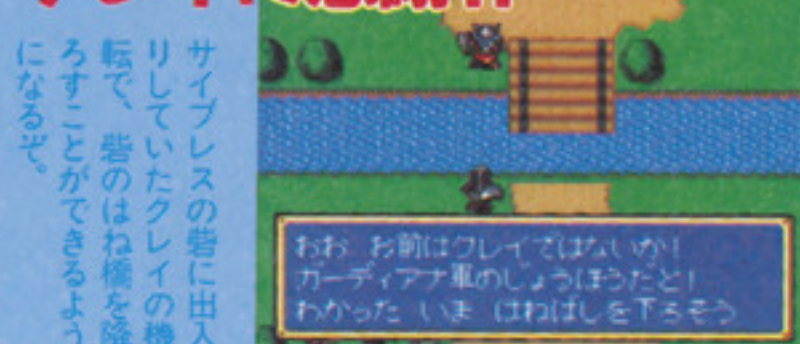 サイプレスの砦に出入
りしていたクレイの機
転で、砦のはね橋を降
ろすことができるよう
になるぞ。
おお お前はクレイではないか!
ガーディアナ軍のじょうほうだと!
わかった いま はねばしを下ろそう